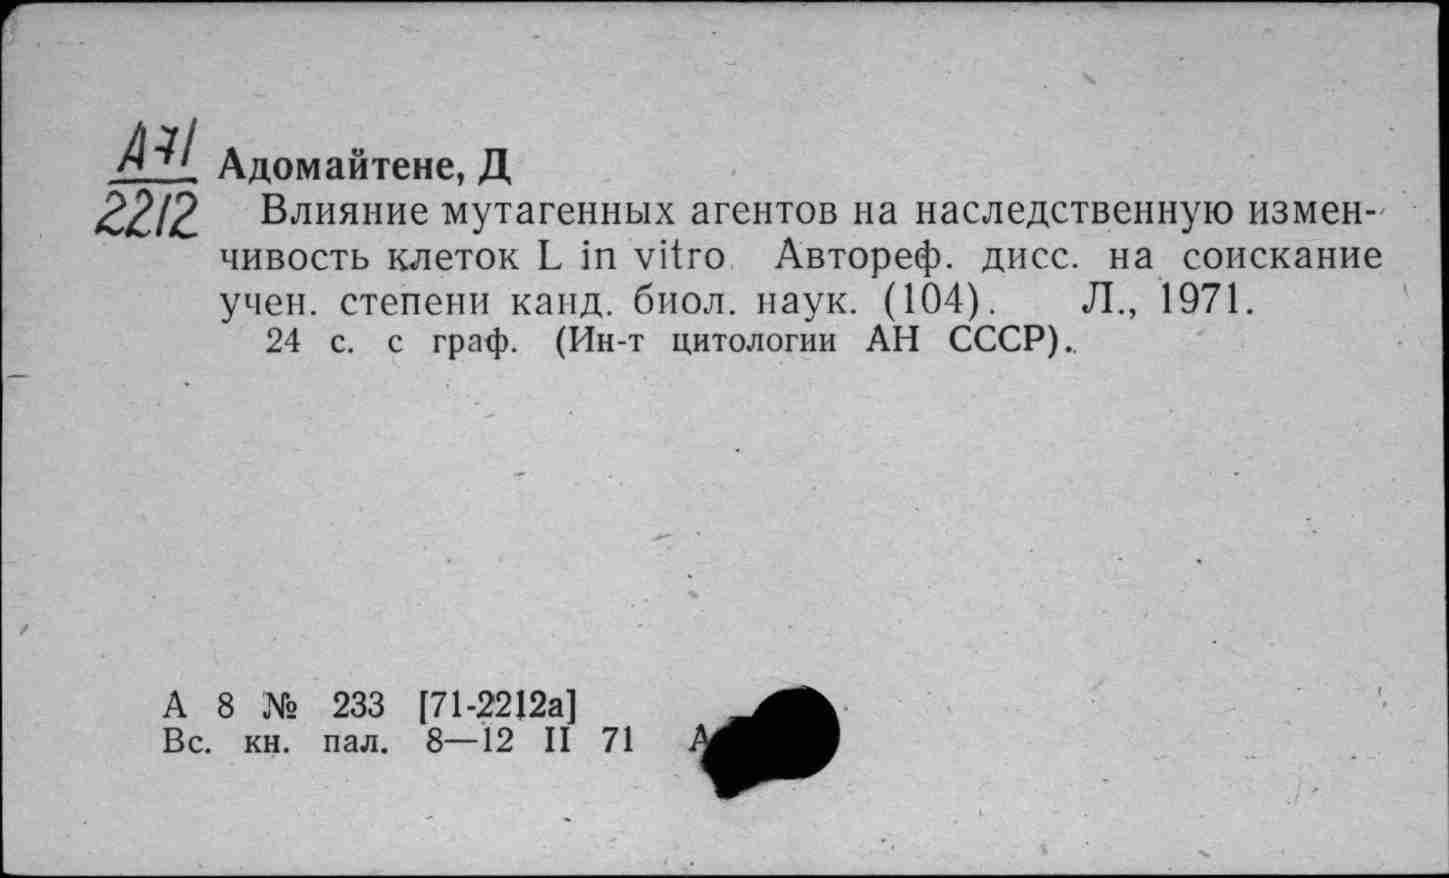 А71 Адомайтене, Д
2212 Влияние мутагенных агентов на наследственную измен-
чивость клеток L in vitro Автореф. дисс. на соискание
учен. степени канд. биол. наук. (104). Л., 1971.
24 с. с граф. (Ин-т цитологии АН СССР).
А 8 № 233 [71-2212а]
Вс. кн. пал. 8—12 II 71